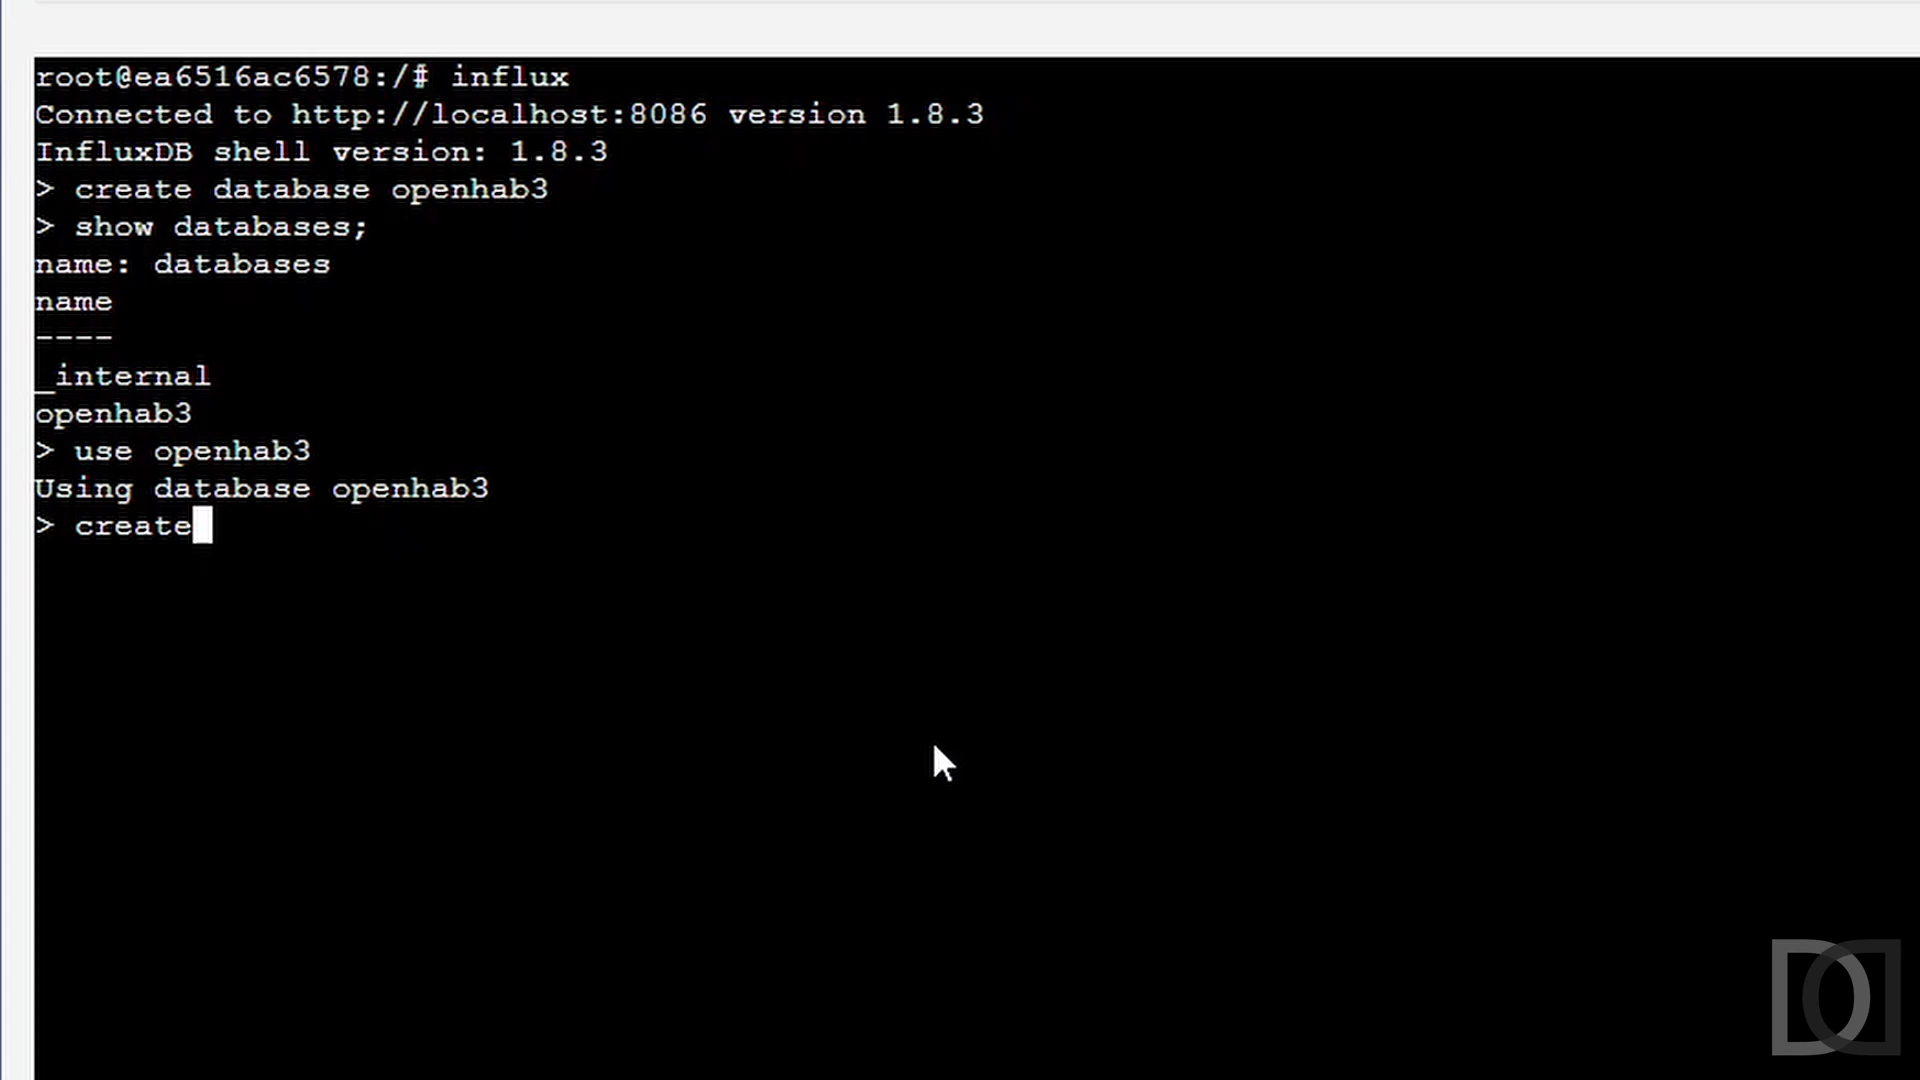 root@ea6516ac6578:/# influx
Connected to http://localhost:8086 version 1.8.3
InfluxDB shell version: 1.8.3
> create database openhab3
> show databases;
name: databases
name
----
_internal
openhab3
> use openhab3
Using database openhab3
> create